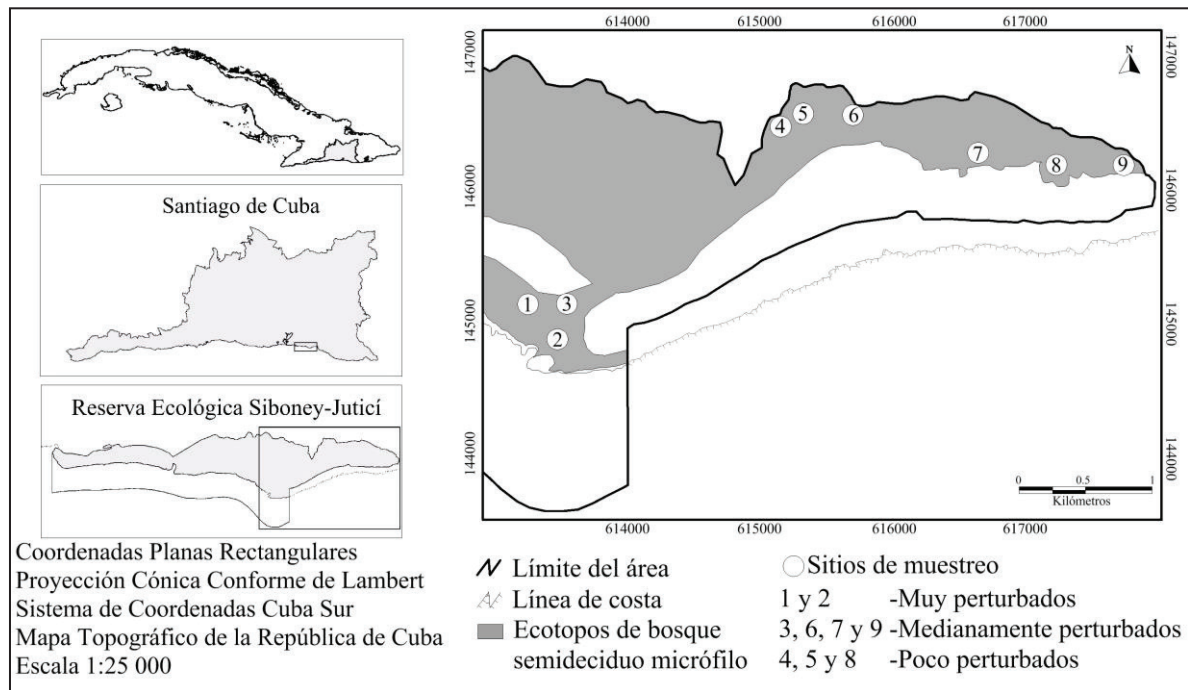 Santiago de Cuba
Reserva Ecológica Siboney-Juticí
Coordenadas Planas Rectangulares
Proyección Cónica Conforme de Lambert
Sistema de Coordenadas Cuba Sur
Mapa Topográfico de la República de Cuba
Escala 1:25 000
614000 615000 616000 617000
147000 147000
146000 146000
145000 145000
144000 144000
N
4 5 6
7 8 9
1 3
2
0 0.5 1
Kilómetros
614000 615000 616000 617000
Límite del área
Línea de costa
Ecotopos de bosque
semideciduo micrófilo
Sitios de muestreo
1 y 2 -Muy perturbados
3, 6, 7 y 9 -Medianamente perturbados
4, 5 y 8 -Poco perturbados